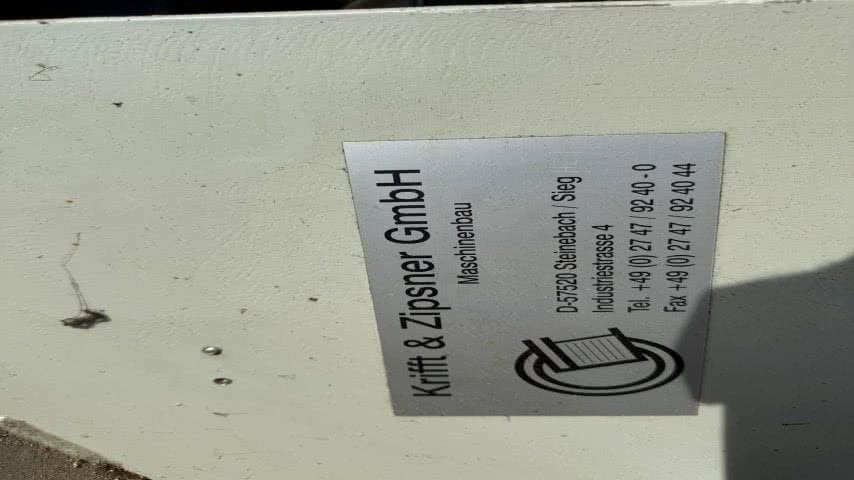 Krifft & Zipsner GmbH
Maschinenbau
D-57520 Steinebach / Sieg
Industriestrasse 4
Tel. +49 (0) 27 47 / 92 40 - 0
Fax +49 (0) 27 47 / 92 40 44